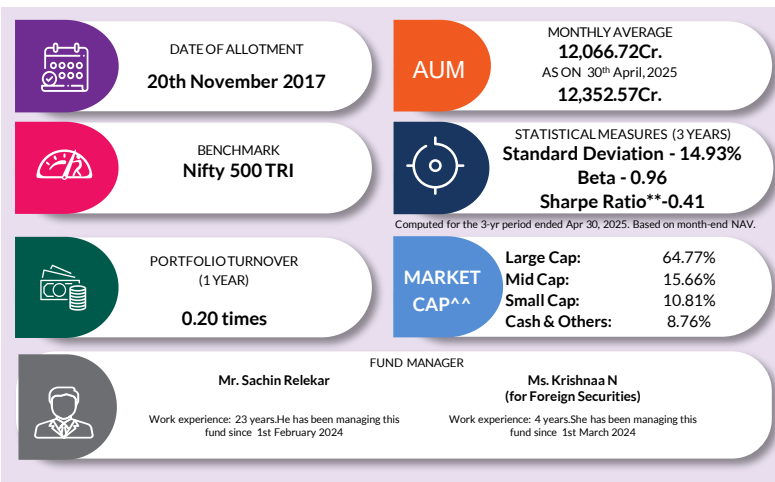 DATE OF ALLOTMENT
20th November 2017
AUM
MONTHLY AVERAGE
12,066.72Cr.
AS ON 30th April,2025
12,352.57Cr.
BENCHMARK
Nifty 500 TRI
STATISTICAL MEASURES (3 YEARS)
Standard Deviation - 14.93%
Beta - 0.96
Sharpe Ratio**-0.41
Computed for the 3-yr period ended Apr 30, 2025. Based on month-end NAV.
PORTFOLIO TURNOVER
(1 YEAR)
0.20 times
MARKET
CAP^^
Large Cap: 64.77%
Mid Cap: 15.66%
Small Cap: 10.81%
Cash & Others: 8.76%
FUND MANAGER
Mr. Sachin Relekar
Work experience: 23 years.He has been managing this
fund since 1st February 2024
Ms. Krishnaa N
(for Foreign Securities)
Work experience: 4 years.She has been managing this
fund since 1st March 2024